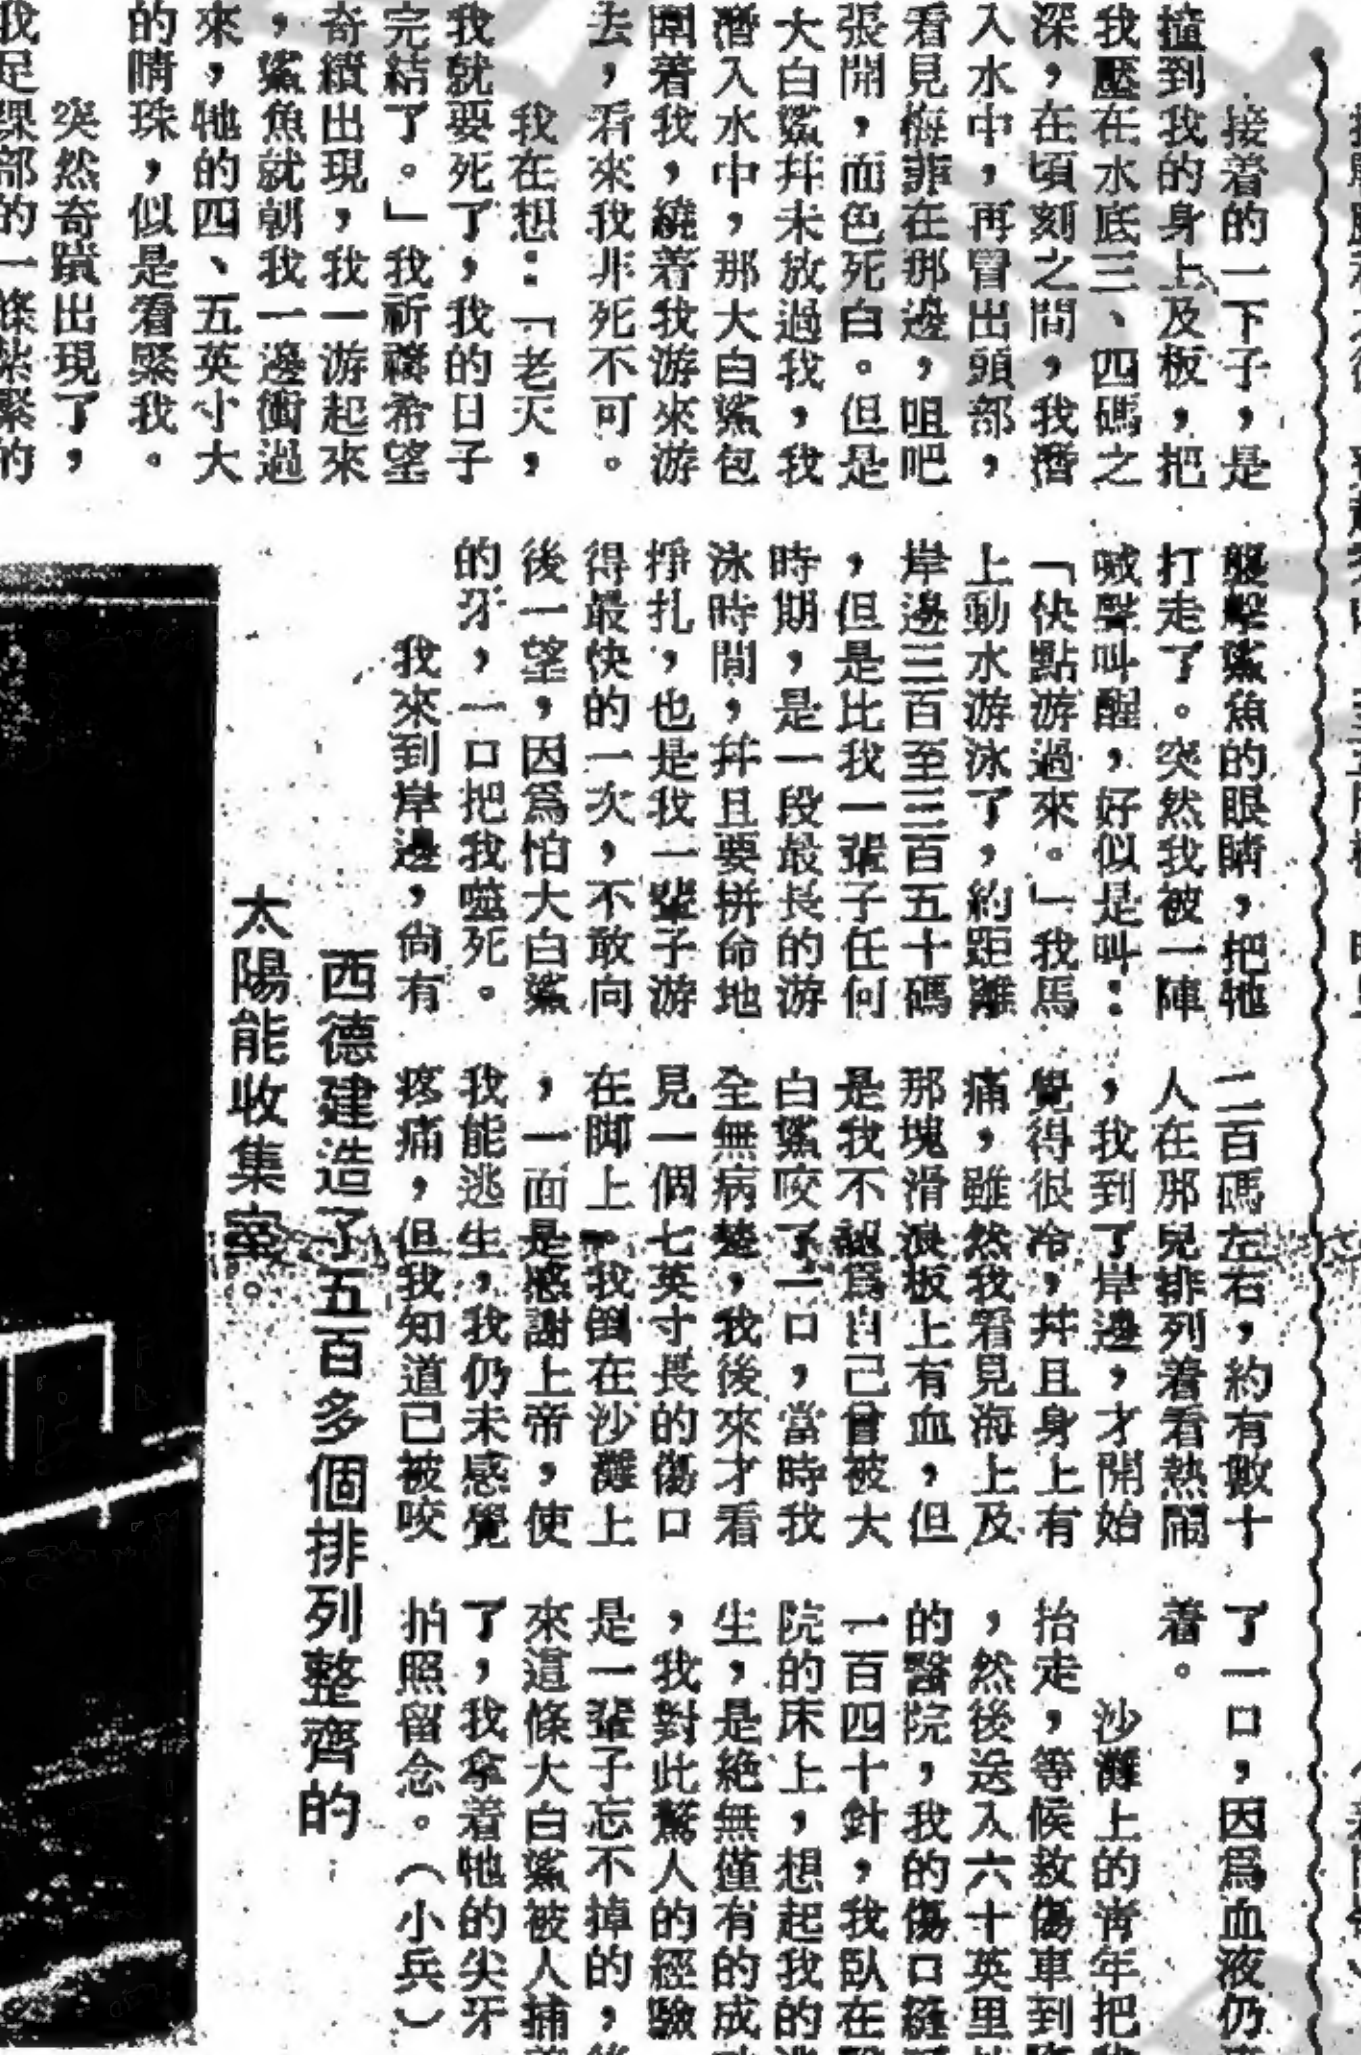 接着的一下子，是
撞到我的身上及板，把
我壓在水底三、四碼之
深，在頃刻之間，我潛
入水中，再冒出頭部，
看見梅菲在那邊，咀吧
張開，面色死白。但是
大白鯊幷未放過我，我
潛入水中，那大白鯊包
圍着我，繞着我游來游
去，看來我非死不可。
我在想：「老天，
我就要死了，我的日子
完結了。」我祈禱希望
奇績出現，我一游起來
，鯊魚就朝我一邊衝過
來，牠的四、五英寸大
的睛珠，似是看緊我。
突然奇蹟出現了，
我足踝部的一條紮緊的
襲擊鯊魚的眼睛，把牠
打走了。突然我被一陣
喊聲叫醒，好似是叫：
「快點游過來。」我馬
上動水游泳了，約距離
岸邊三百至三百五十碼
，但是比我一輩子任何
時期，是一段最長的游
泳時間，幷且要拼命地
掙扎，也是我一輩子游
得最快的一次，不敢向
後一望，因爲怕大白鯊
的牙，一口把我噬死。
我來到岸邊，尙有
二百碼左右，約有數十
人在那兒排列着看熱鬧
，我到了岸邊，才開始
覺得很冷，幷且身上有
痛，雖然我看見海上及
那塊滑浪板上有血，但
是我不認爲自己曾被大
白鯊咬了一口，當時我
全無病楚，我後來才看
見一個七英寸長的傷口
在脚上，我倒在沙灘上
，一面是感謝上帝，使
我能逃生，我仍未感覺
疼痛，但我知道已被咬
了一口，因爲血液仍
着。
沙灘上的靑年把
抬走，等候救傷車到
，然後送入六十英里
的醫院，我的傷口縫
一百四十針，我臥在
院的床上，想起我的
生，是絶無僅有的成
，我對此驚人的經驗
是一輩子忘不掉的，
來這條大白鯊被人捕
了，我拿着牠的尖牙
拍照留念。（小兵）
西德建造了五百多個排列整齊的
太陽能收集室。